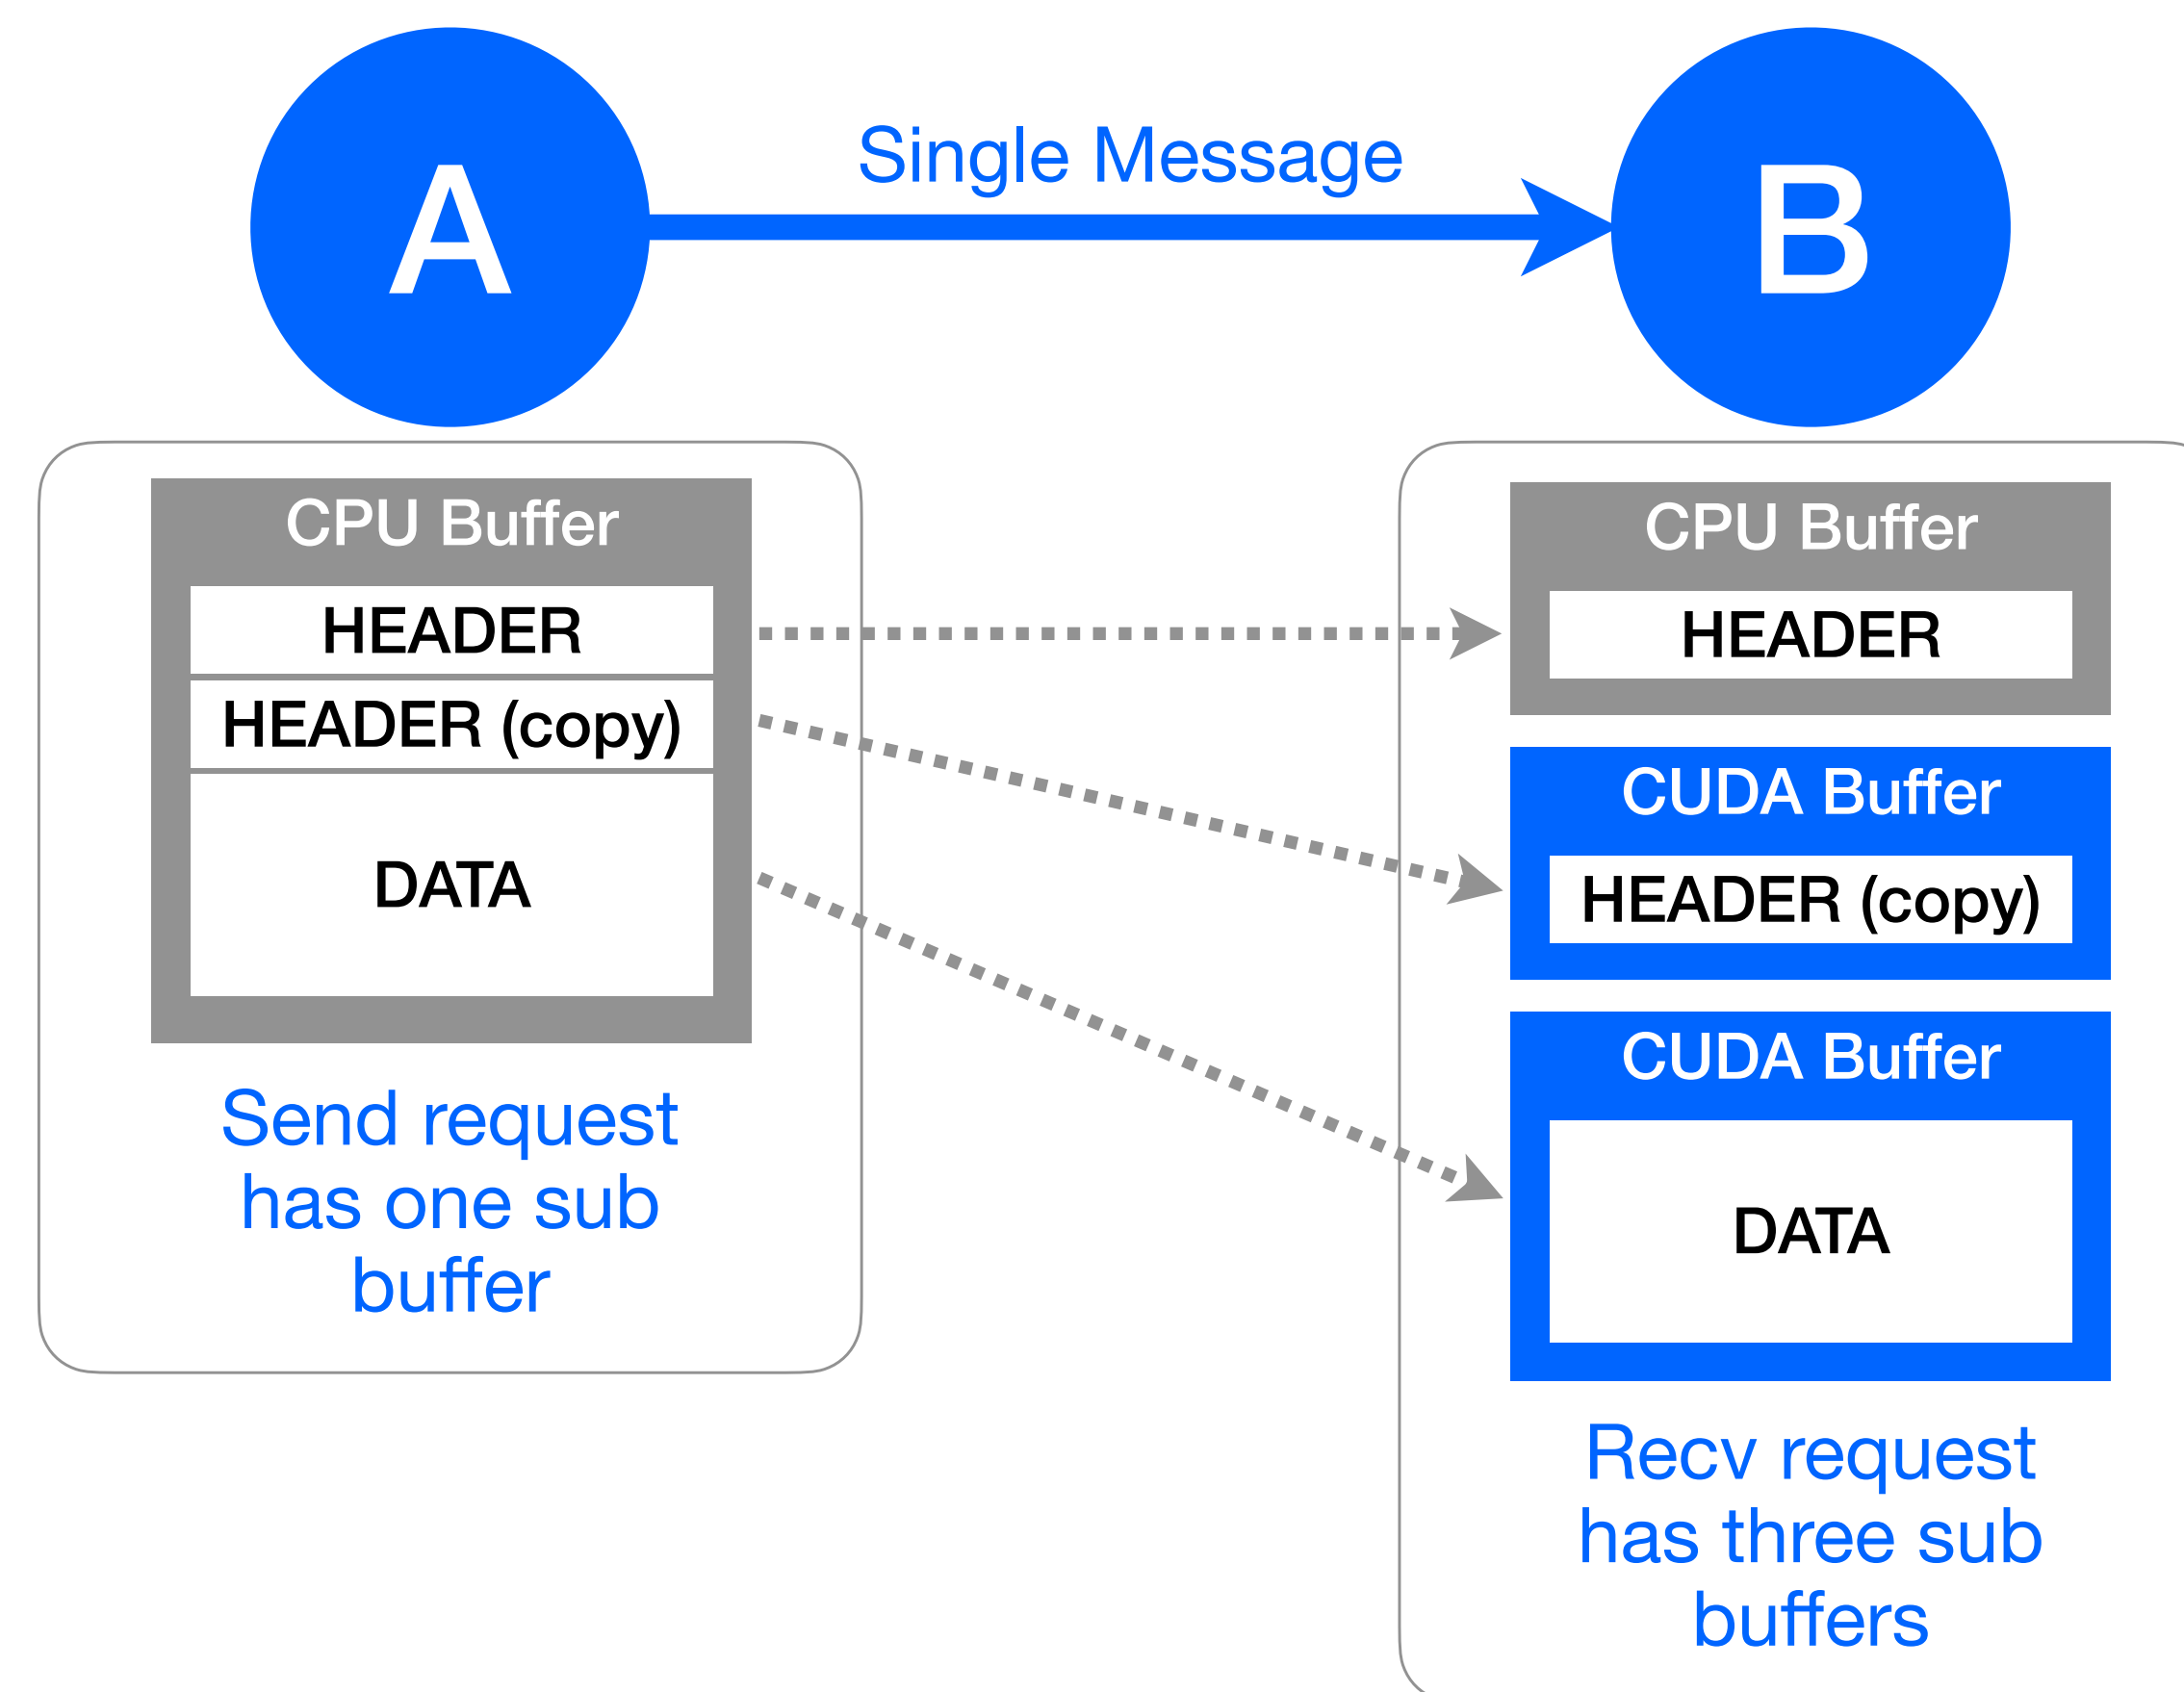 A
Single Message
B
CPU Buffer
HEADER
HEADER (copy)
DATA
Send request
has one sub
buffer
CPU Buffer
HEADER
CUDA Buffer
HEADER (copy)
CUDA Buffer
DATA
Recv request
has three sub
buffers